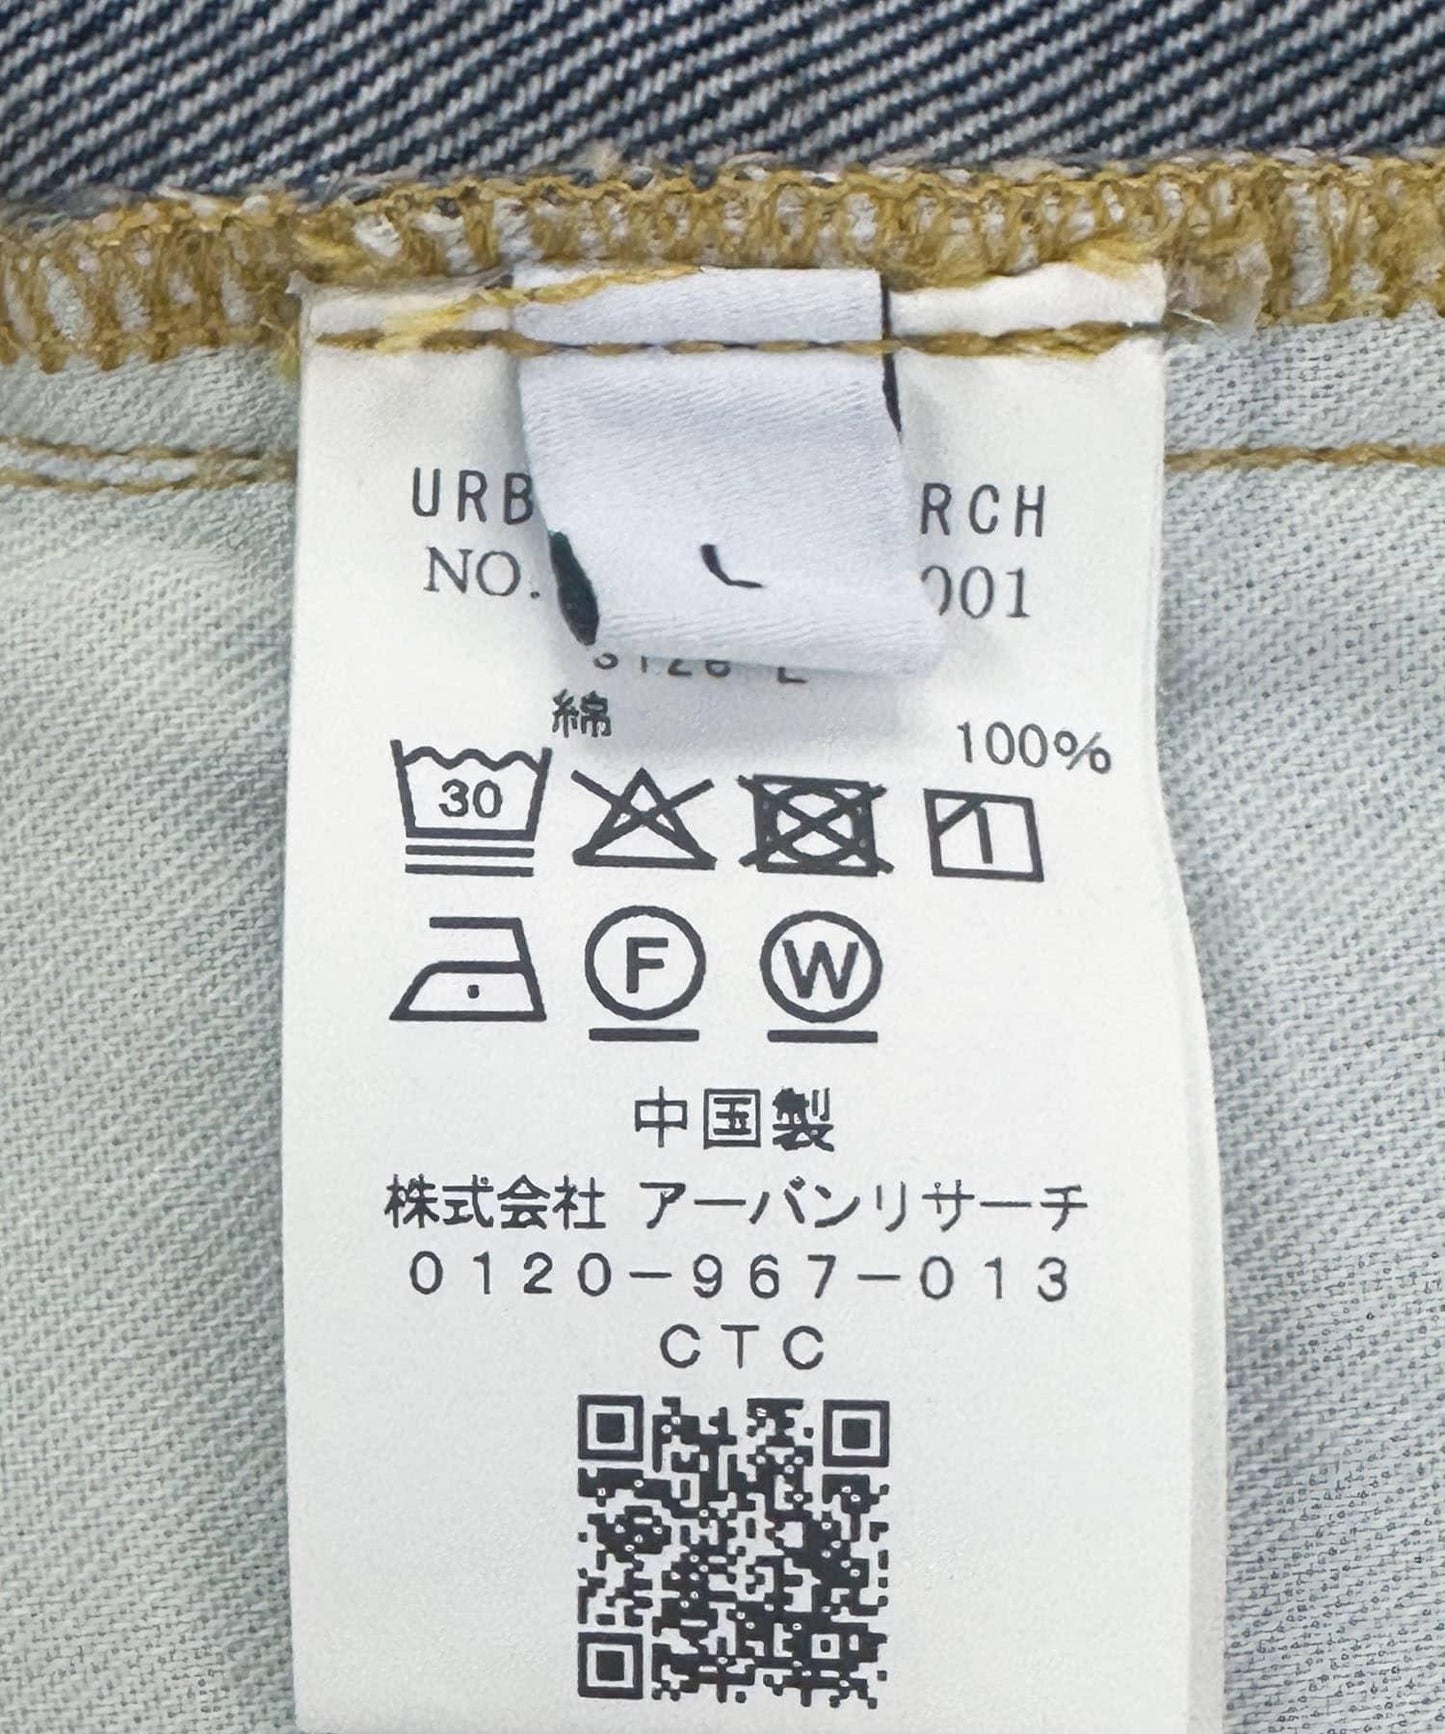 URB RCH
NO. 001
綿 100%
30
1
F W
中国製
株式会社 アーバンリサーチ
0120-967-013
CTC